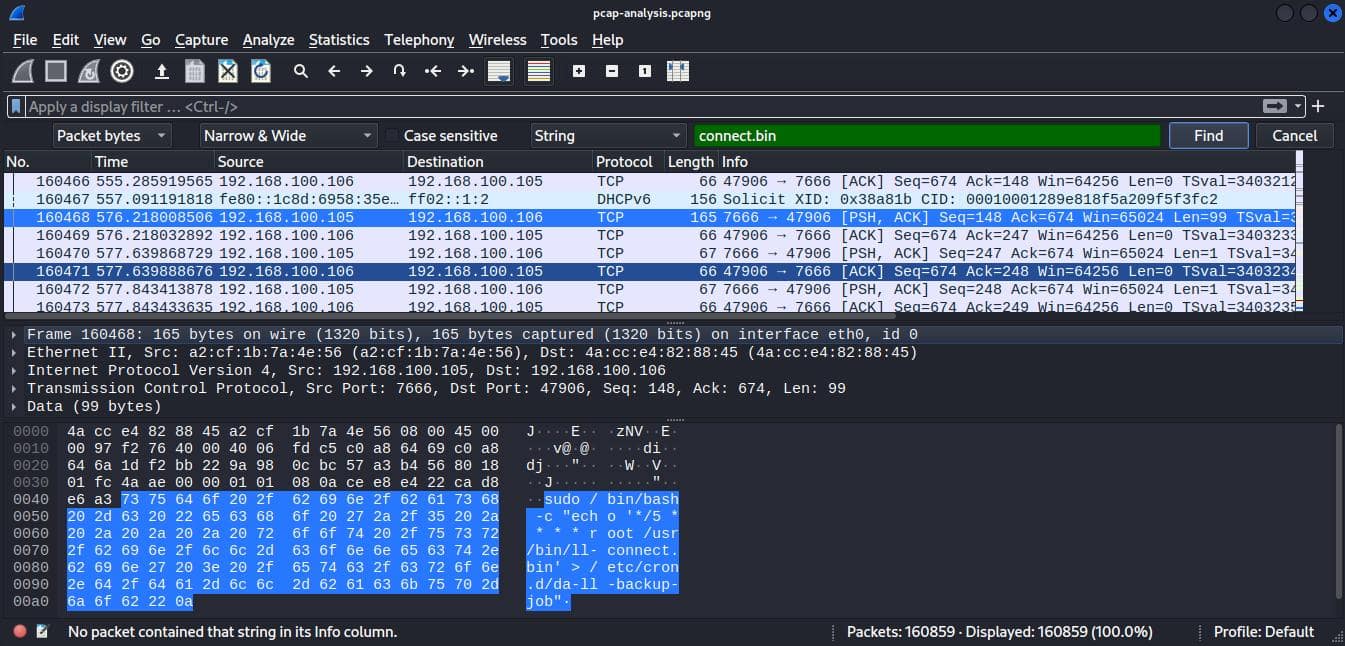 pcap-analysis.pcapng
File Edit View Go Capture Analyze Statistics Telephony Wireless Tools Help
Apply a display filter ... <Ctrl-/>
Packet bytes Narrow & Wide Case sensitive String connect.bin Find Cancel
No. Time Source Destination Protocol Length Info
160466 555.285919565 192.168.100.106 192.168.100.105 TCP 66 47906 → 7666 [ACK] Seq=674 Ack=148 Win=64256 Len=0 TSval=3403212
160467 557.091191818 fe80::1c8d:6958:35e… ff02::1:2 DHCPv6 156 Solicit XID: 0x38a81b CID: 00010001289e818f5a209f5f3fc2
160468 576.218008506 192.168.100.105 192.168.100.106 TCP 165 7666 → 47906 [PSH, ACK] Seq=148 Ack=674 Win=65024 Len=99 TSval=3
160469 576.218032892 192.168.100.106 192.168.100.105 TCP 66 47906 → 7666 [ACK] Seq=674 Ack=247 Win=64256 Len=0 TSval=3403233
160470 577.639868729 192.168.100.105 192.168.100.106 TCP 67 7666 → 47906 [PSH, ACK] Seq=247 Ack=674 Win=65024 Len=1 TSval=34
160471 577.639888676 192.168.100.106 192.168.100.105 TCP 66 47906 → 7666 [ACK] Seq=674 Ack=248 Win=64256 Len=0 TSval=3403234
160472 577.843413878 192.168.100.105 192.168.100.106 TCP 67 7666 → 47906 [PSH, ACK] Seq=248 Ack=674 Win=65024 Len=1 TSval=34
160473 577.843433635 192.168.100.106 192.168.100.105 TCP 66 47906 → 7666 [ACK] Seq=674 Ack=249 Win=64256 Len=0 TSval=3403235
Frame 160468: 165 bytes on wire (1320 bits), 165 bytes captured (1320 bits) on interface eth0, id 0
Ethernet II, Src: a2:cf:1b:7a:4e:56 (a2:cf:1b:7a:4e:56), Dst: 4a:cc:e4:82:88:45 (4a:cc:e4:82:88:45)
Internet Protocol Version 4, Src: 192.168.100.105, Dst: 192.168.100.106
Transmission Control Protocol, Src Port: 7666, Dst Port: 47906, Seq: 148, Ack: 674, Len: 99
Data (99 bytes)
0000 4a cc e4 82 88 45 a2 cf 1b 7a 4e 56 08 00 45 00 J····E·· ·zNV··E·
0010 00 97 f2 76 40 00 40 06 fd c5 c0 a8 64 69 c0 a8 ···v@·@· ····di··
0020 64 6a 1d f2 bb 22 9a 98 0c bc 57 a3 b4 56 80 18 dj···"·· ··W··V··
0030 01 fc 4a ae 00 00 01 01 08 0a ce e8 e4 22 ca d8 ··J····· ·····"··
0040 e6 a3 73 75 64 6f 20 2f 62 69 6e 2f 62 61 73 68 ··sudo / bin/bash
0050 20 2d 63 20 22 65 63 68 6f 20 27 2a 2f 35 20 2a -c "ech o '*/5 *
0060 20 2a 20 2a 20 2a 20 72 6f 6f 74 20 2f 75 73 72 * * * r oot /usr
0070 2f 62 69 6e 2f 6c 6c 2d 63 6f 6e 6e 65 63 74 2e /bin/ll- connect.
0080 62 69 6e 27 20 3e 20 2f 65 74 63 2f 63 72 6f 6e bin' > / etc/cron
0090 2e 64 2f 64 61 2d 6c 6c 2d 62 61 63 6b 75 70 2d .d/da-ll -backup-
00a0 6a 6f 62 22 0a job"·
No packet contained that string in its Info column. Packets: 160859 · Displayed: 160859 (100.0%) Profile: Default